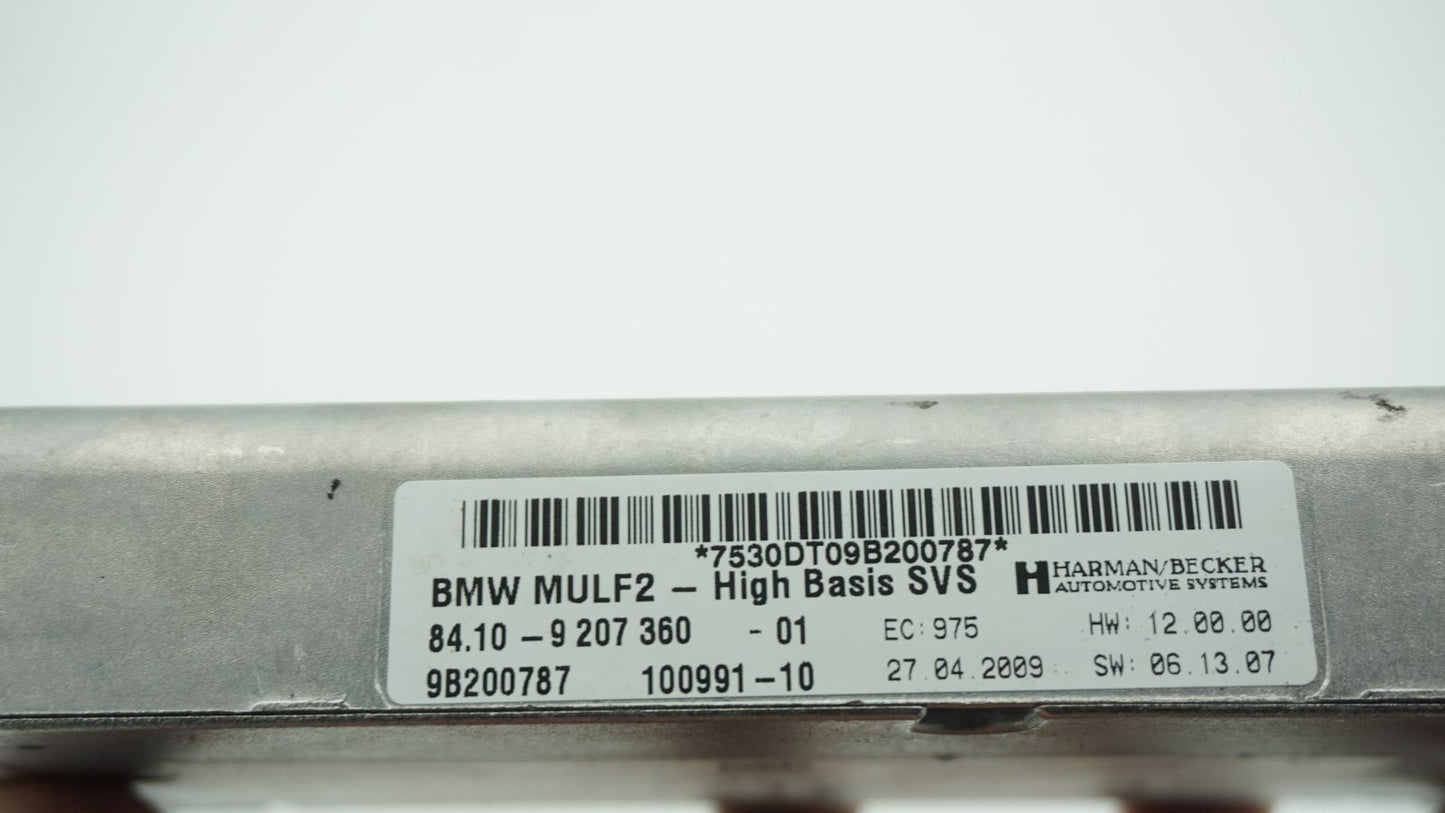 *7530DT09B200787*
BMW MULF2 – High Basis SVS
HARMAN/BECKER
AUTOMOTIVE SYSTEMS
84.10 – 9 207 360 - 01 EC: 975 HW: 12.00.00
9B200787 100991–10 27.04.2009 SW: 06.13.07